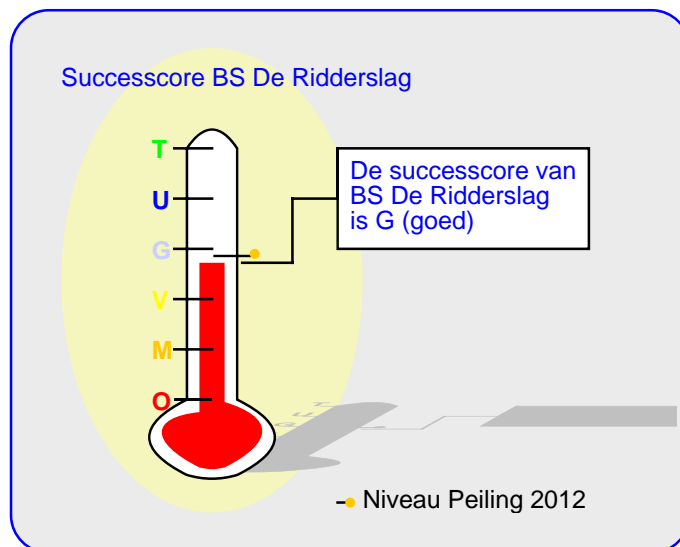 Successcore BS De Ridderslag
T
U
G
V
M
O
De successcore van
BS De Ridderslag
is G (goed)
Niveau Peiling 2012